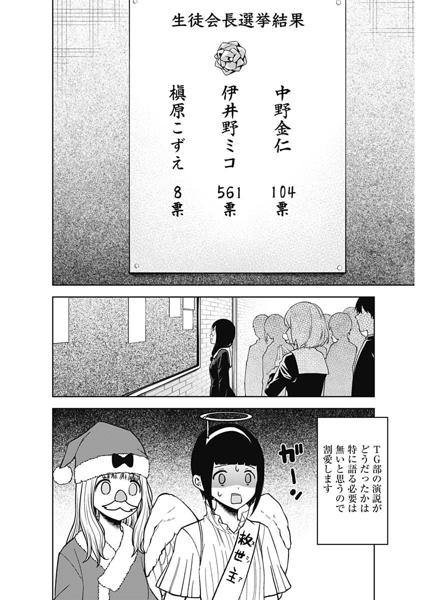 生徒会長選挙結果
中野金仁
104票
伊井野ミコ
561票
槇原こずえ
8票
TG部の演説が
どうだったかは
特に語る必要は
無いと思うので
割愛します
ガーン!
救世主